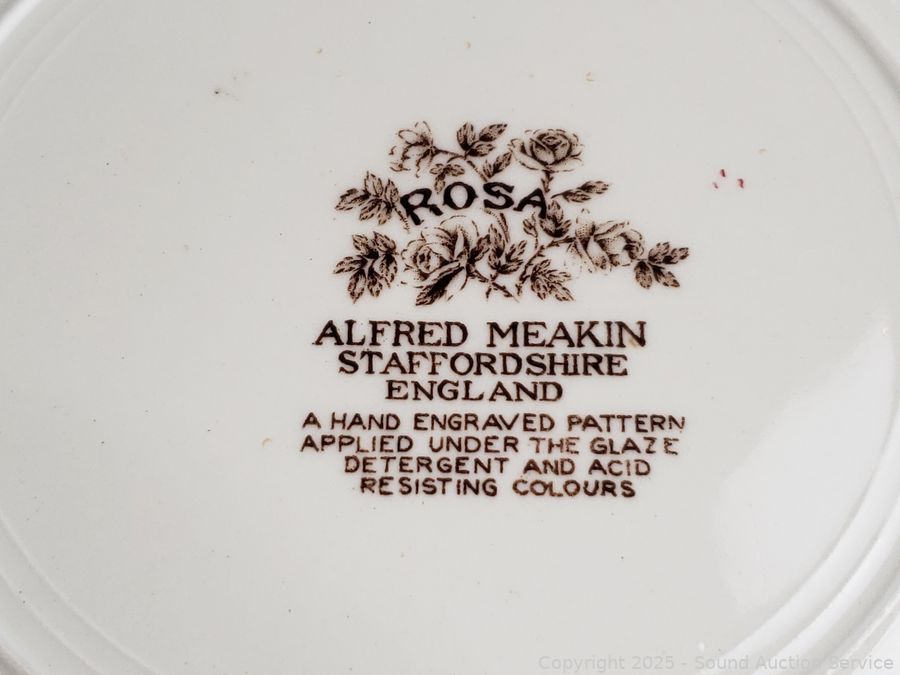 ROSA
ALFRED MEAKIN
STAFFORDSHIRE
ENGLAND
A HAND ENGRAVED PATTERN
APPLIED UNDER THE GLAZE
DETERGENT AND ACID
RESISTING COLOURS
Copyright © 2025 - Sound Auction Service